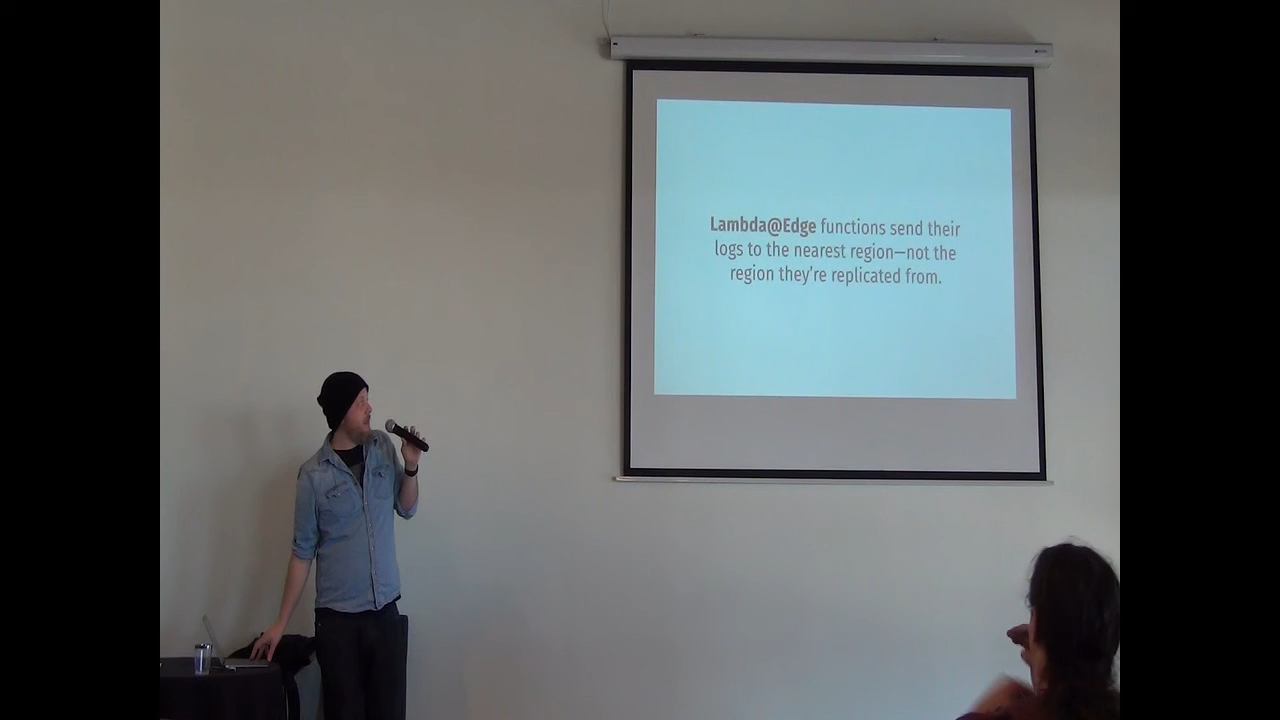 Lambda@Edge functions send their
logs to the nearest region—not the
region they're replicated from.